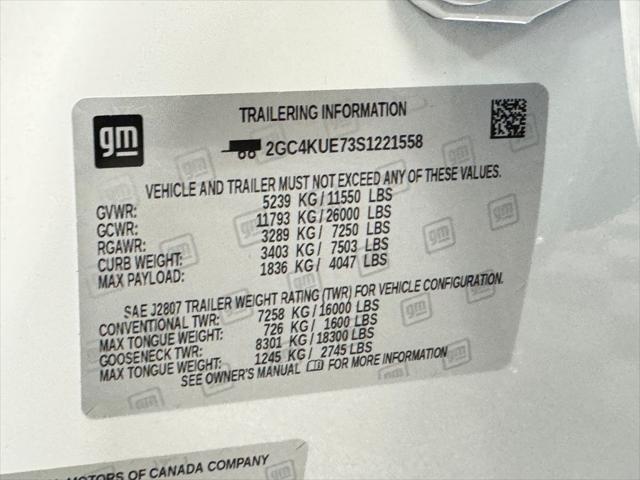 TRAILERING INFORMATION
gm
2GC4KUE73S1221558
VEHICLE AND TRAILER MUST NOT EXCEED ANY OF THESE VALUES.
GVWR: 5239 KG/11550 LBS
GCWR: 11793 KG/26000 LBS
RGAWR: 3289 KG/ 7250 LBS
CURB WEIGHT: 3403 KG/ 7503 LBS
MAX PAYLOAD: 1836 KG/ 4047 LBS
SAE J2807 TRAILER WEIGHT RATING (TWR) FOR VEHICLE CONFIGURATION.
CONVENTIONAL TWR: 7258 KG/16000 LBS
MAX TONGUE WEIGHT: 726 KG/ 1600 LBS
GOOSENECK TWR: 8301 KG/18300 LBS
MAX TONGUE WEIGHT: 1245 KG/ 2745 LBS
SEE OWNER'S MANUAL FOR MORE INFORMATION
MOTORS OF CANADA COMPANY